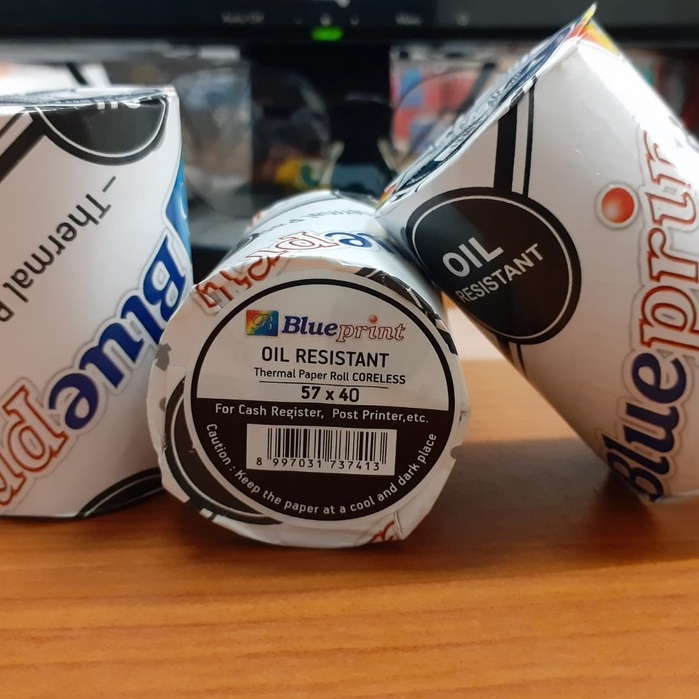 Thermal
Blueprint
Blueprint
OIL RESISTANT
Thermal Paper Roll CORELESS
57 x 40
For Cash Register, Post Printer,etc.
8 997031 737413
Caution : Keep the paper at a cool and dark place
OIL
RESISTANT
Blueprint